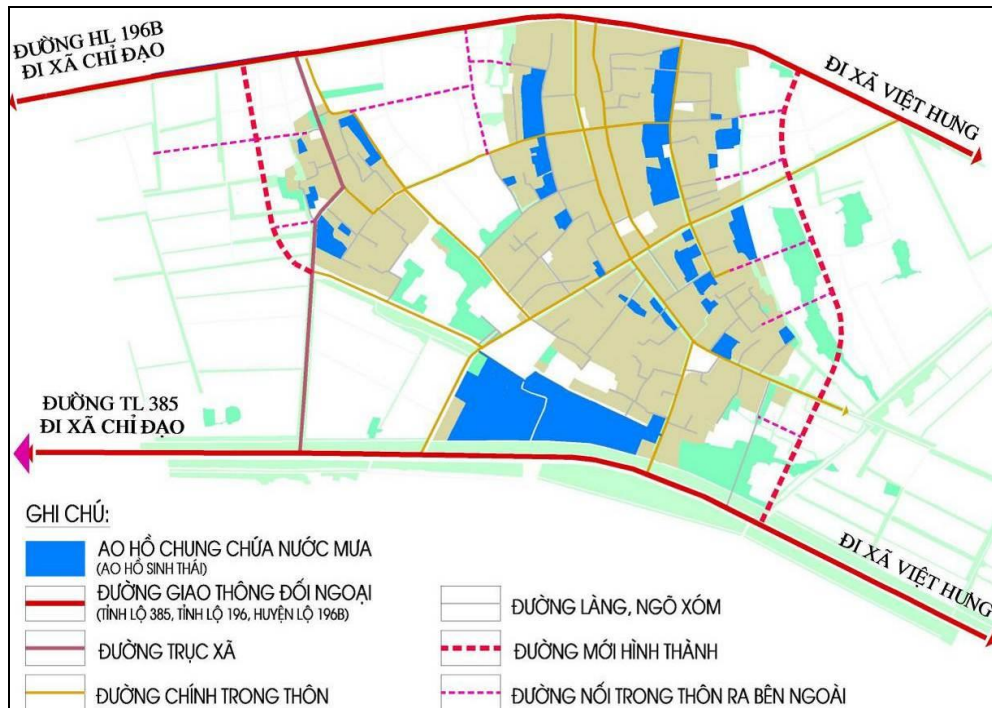 ĐƯỜNG HL 196B
ĐI XÃ CHỈ ĐẠO
ĐI XÃ VIỆT HƯNG
ĐƯỜNG TL 385
ĐI XÃ CHỈ ĐẠO
ĐI XÃ VIỆT HƯNG
GHI CHÚ:
AO HỒ CHUNG CHỨA NƯỚC MƯA
(AO HỒ SINH THÁI)
ĐƯỜNG GIAO THÔNG ĐỐI NGOẠI
(TỈNH LỘ 385, TỈNH LỘ 196, HUYỆN LỘ 196B)
ĐƯỜNG TRỤC XÃ
ĐƯỜNG CHÍNH TRONG THÔN
ĐƯỜNG LÀNG, NGÕ XÓM
ĐƯỜNG MỚI HÌNH THÀNH
ĐƯỜNG NỐI TRONG THÔN RA BÊN NGOÀI